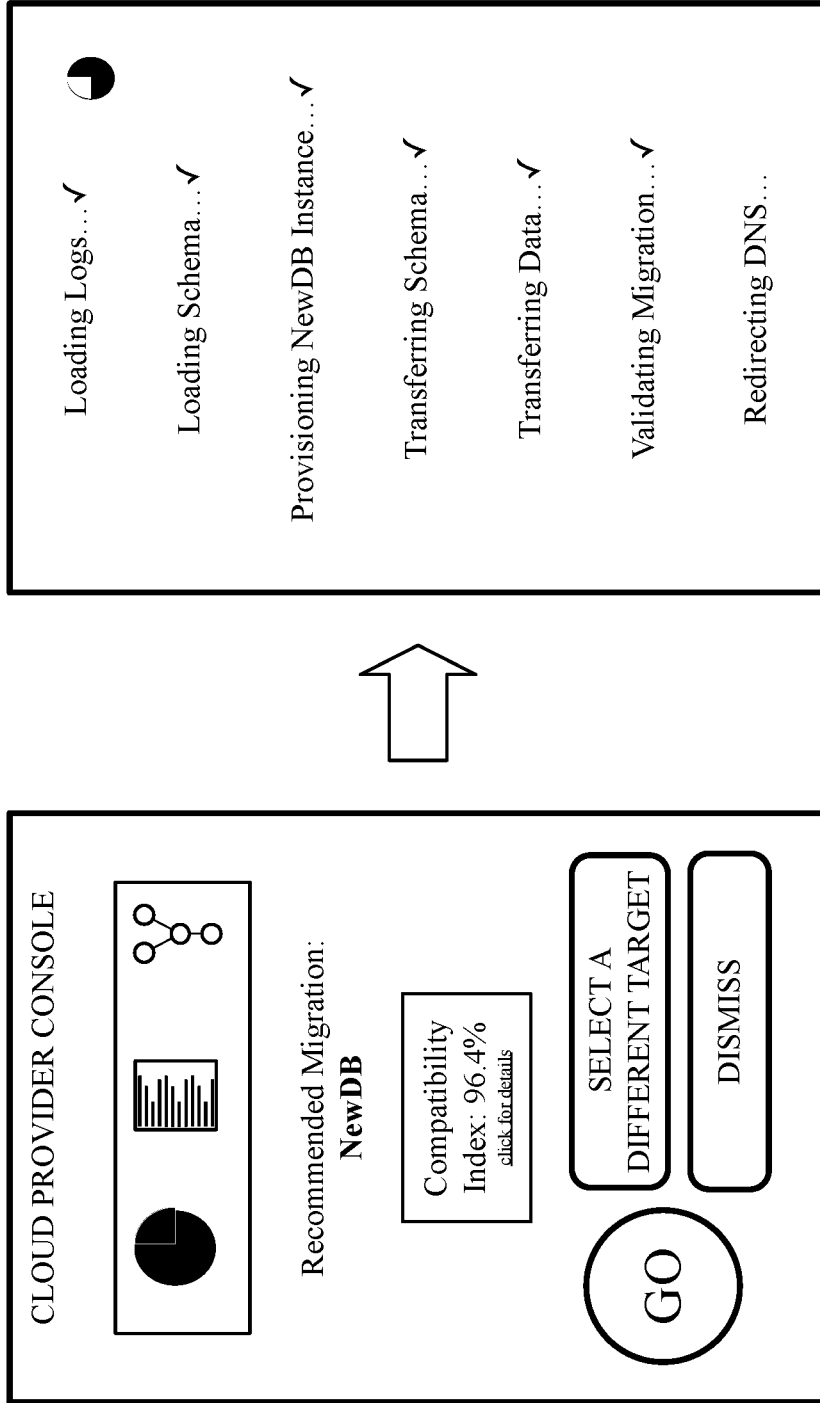 CLOUD PROVIDER CONSOLE
Recommended Migration:
NewDB
Compatibility
Index: 96.4%
click for details
GO
SELECT A
DIFFERENT TARGET
DISMISS
Loading Logs...✓
Loading Schema...✓
Provisioning NewDB Instance...✓
Transferring Schema...✓
Transferring Data...✓
Validating Migration...✓
Redirecting DNS...